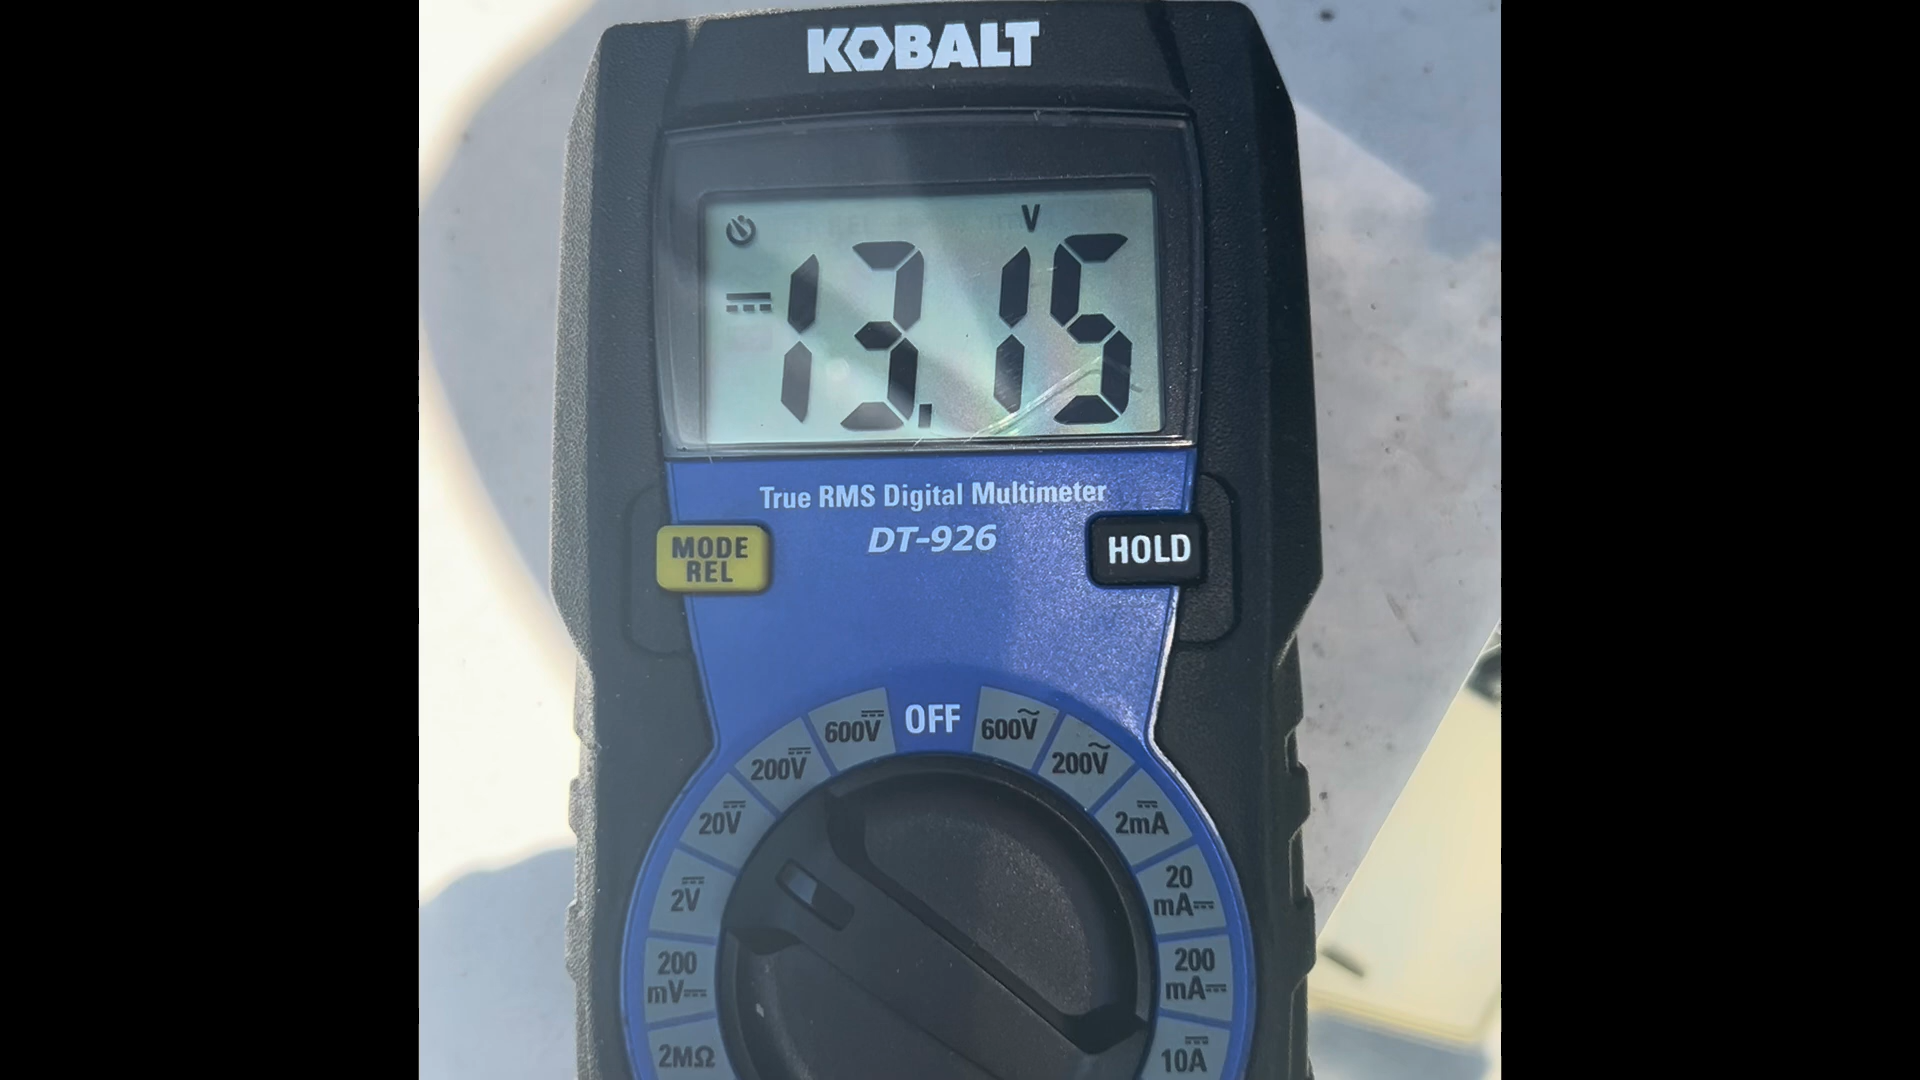 KOBALT
V
13.15
True RMS Digital Multimeter
DT-926
MODE
REL
HOLD
OFF
600V
600V
200V
200V
20V
2mA
2V
20
mA
200
mV
200
mA
2MΩ
10A